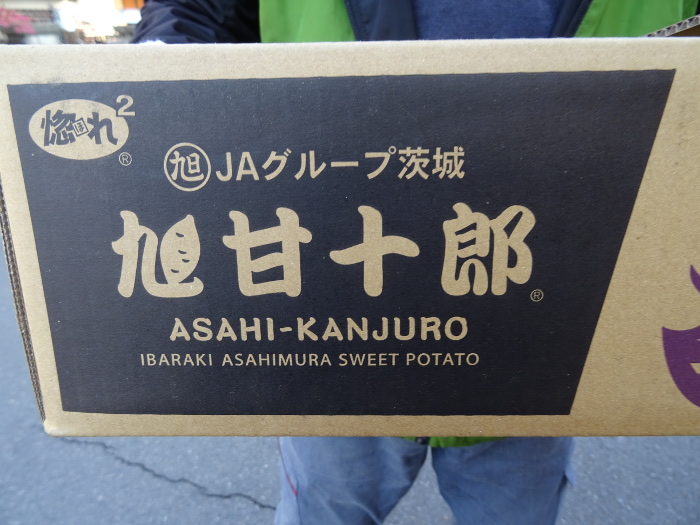 惚れ²
ほ
®
旭 JAグループ茨城
旭甘十郎
®
ASAHI-KANJURO
IBARAKI ASAHIMURA SWEET POTATO